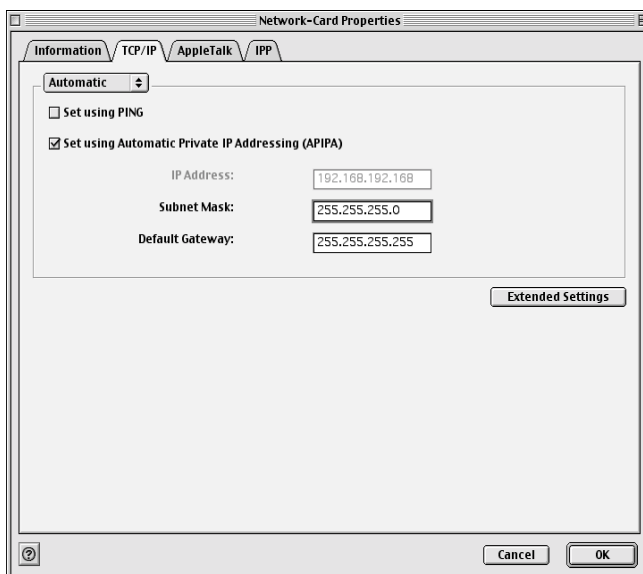 Network-Card Properties
Information TCP/IP AppleTalk IPP
Automatic
Set using PING
Set using Automatic Private IP Addressing (APIPA)
IP Address: 192.168.192.168
Subnet Mask: 255.255.255.0
Default Gateway: 255.255.255.255
Extended Settings
? Cancel OK